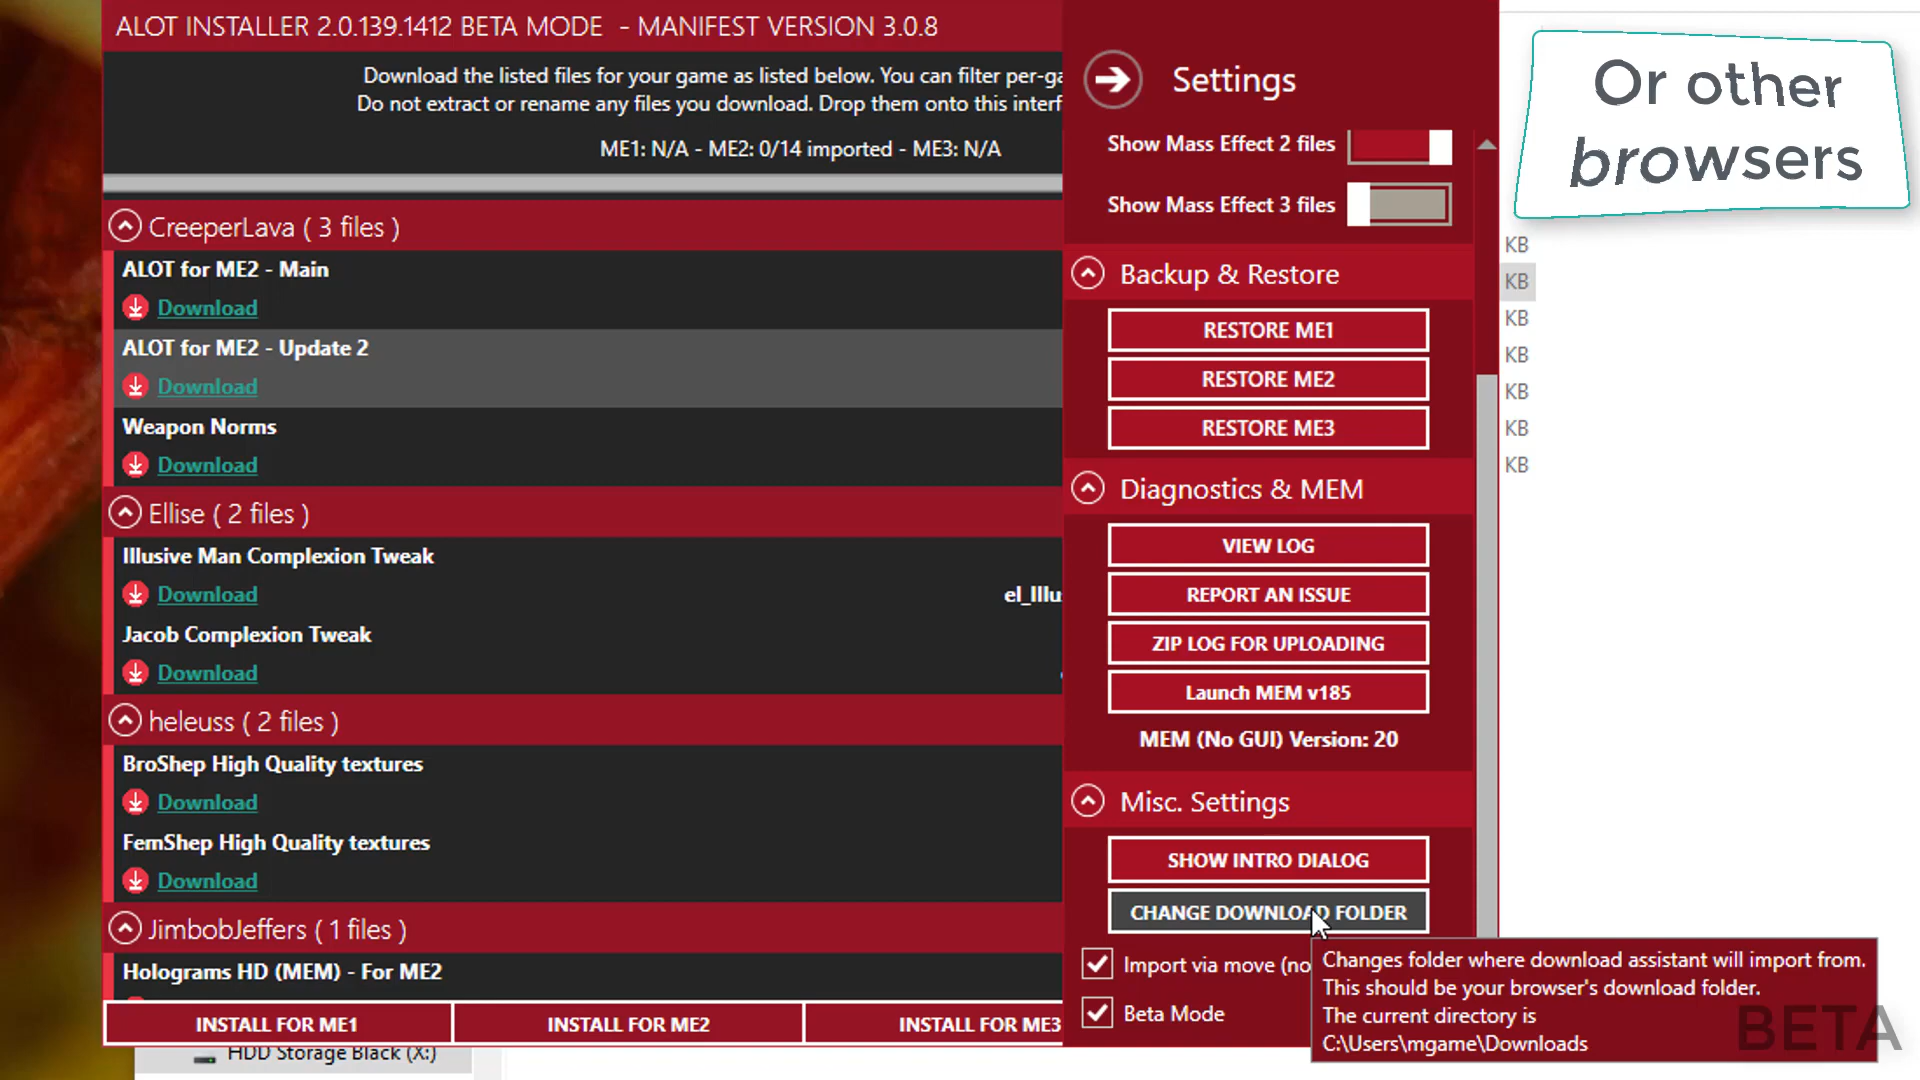 ALOT INSTALLER 2.0.139.1412 BETA MODE - MANIFEST VERSION 3.0.8
Download the listed files for your game as listed below. You can filter per-ga
Do not extract or rename any files you download. Drop them onto this interf
ME1: N/A - ME2: 0/14 imported - ME3: N/A
CreeperLava ( 3 files )
ALOT for ME2 - Main
Download
ALOT for ME2 - Update 2
Download
Weapon Norms
Download
Ellise ( 2 files )
Illusive Man Complexion Tweak
Download
el_Illu
Jacob Complexion Tweak
Download
heleuss ( 2 files )
BroShep High Quality textures
Download
FemShep High Quality textures
Download
JimbobJeffers ( 1 files )
Holograms HD (MEM) - For ME2
INSTALL FOR ME1
INSTALL FOR ME2
INSTALL FOR ME3
HDD Storage Black (X:)
Settings
Show Mass Effect 2 files
Show Mass Effect 3 files
Backup & Restore
RESTORE ME1
RESTORE ME2
RESTORE ME3
Diagnostics & MEM
VIEW LOG
REPORT AN ISSUE
ZIP LOG FOR UPLOADING
Launch MEM v185
MEM (No GUI) Version: 20
Misc. Settings
SHOW INTRO DIALOG
CHANGE DOWNLOAD FOLDER
Import via move (no
Beta Mode
Changes folder where download assistant will import from.
This should be your browser's download folder.
The current directory is
C:\Users\mgame\Downloads
BETA
Or other
browsers
KB
KB
KB
KB
KB
KB
KB